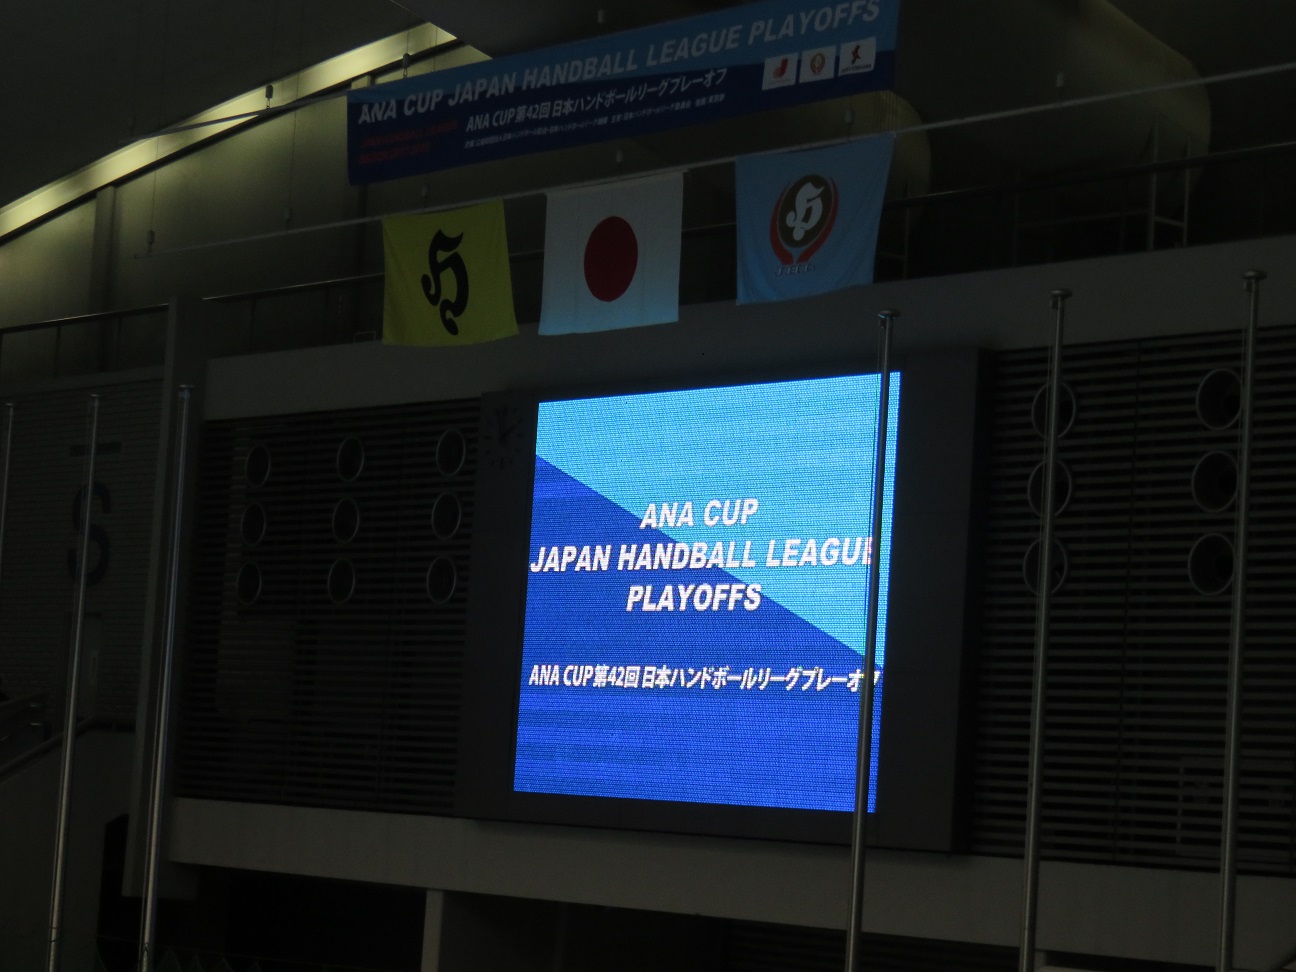 ANA CUP JAPAN HANDBALL LEAGUE PLAYOFFS
ANA CUP第42回 日本ハンドボールリーグプレーオフ
ANA CUP
JAPAN HANDBALL LEAGUE
PLAYOFFS
ANA CUP第42回 日本ハンドボールリーグプレーオフ